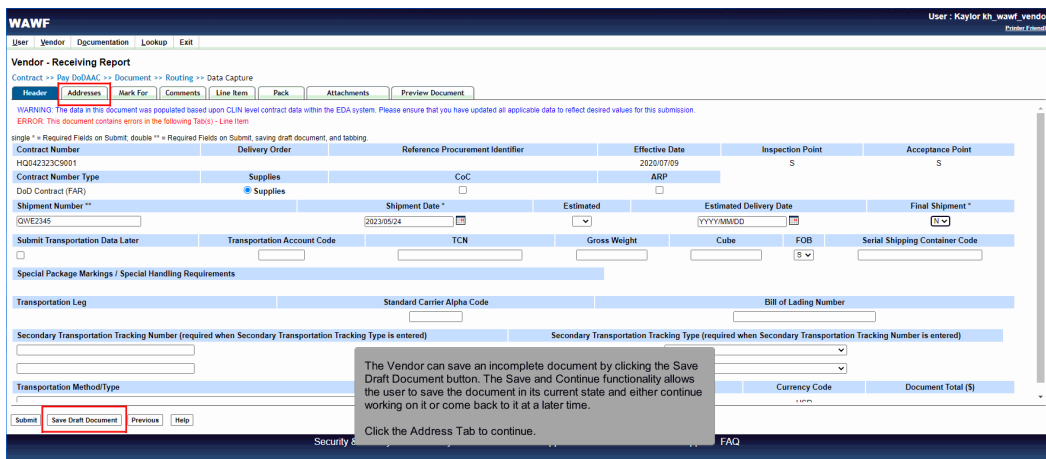 User : Kaylor kh_wawf_vendo
WAWF
Printer Friend
User Vendor Documentation Lookup Exit
Vendor - Receiving Report
Contract >> Pay DoDAAC >> Document >> Routing >> Data Capture
Header Addresses Mark For Comments Line Item Pack Attachments Preview Document
WARNING: The data in this document was populated based upon CLIN level contract data within the EDA system. Please ensure that you have updated all applicable data to reflect desired values for this submission.
ERROR: This document contains errors in the following Tab(s) - Line Item
single * = Required Fields on Submit; double ** = Required Fields on Submit, saving draft document, and tabbing.
Contract Number Delivery Order Reference Procurement Identifier Effective Date Inspection Point Acceptance Point
HQ042323C9001 2020/07/09 S S
Contract Number Type Supplies CoC ARP
DoD Contract (FAR) Supplies
Shipment Number ** Shipment Date * Estimated Estimated Delivery Date Final Shipment *
QWE2345 2023/05/24 YYYY/MM/DD N
Submit Transportation Data Later Transportation Account Code TCN Gross Weight Cube FOB Serial Shipping Container Code
S
Special Package Markings / Special Handling Requirements
Transportation Leg Standard Carrier Alpha Code Bill of Lading Number
Secondary Transportation Tracking Number (required when Secondary Transportation Tracking Type is entered) Secondary Transportation Tracking Type (required when Secondary Transportation Tracking Number is entered)
The Vendor can save an incomplete document by clicking the Save
Draft Document button. The Save and Continue functionality allows
the user to save the document in its current state and either continue
working on it or come back to it at a later time.
Click the Address Tab to continue.
Transportation Method/Type Currency Code Document Total ($)
USD
Submit Save Draft Document Previous Help
Security & FAQ